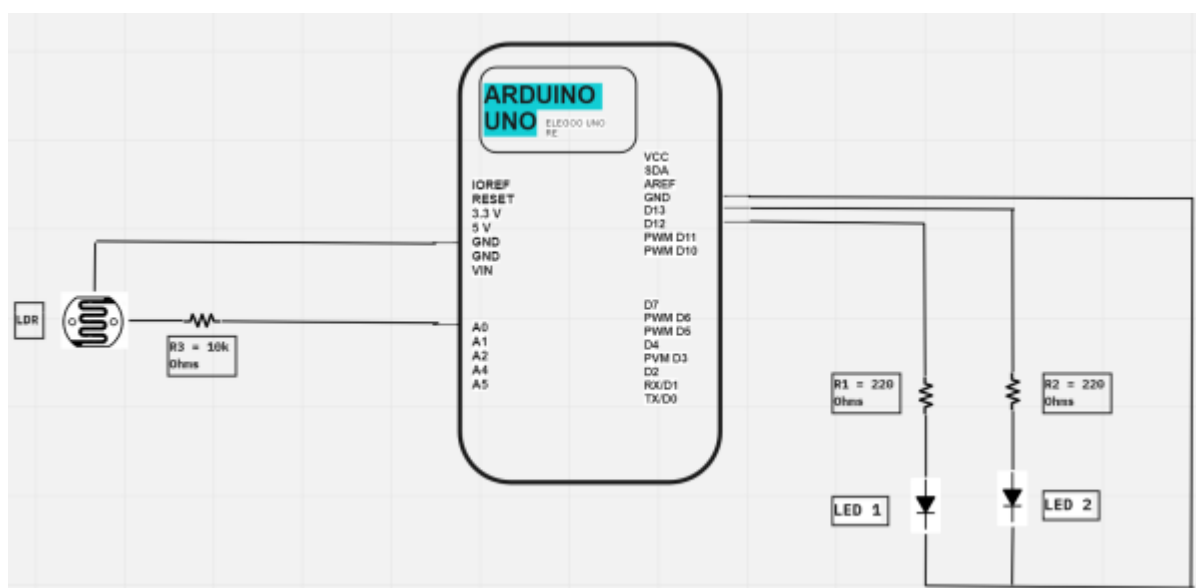 ARDUINO
UNO
ELEGOO UNO
RE
IOREF
RESET
3.3 V
5 V
GND
GND
VIN
A0
A1
A2
A4
A5
VCC
SDA
AREF
GND
D13
D12
PWM D11
PWM D10
D7
PWM D6
PWM D5
D4
PVM D3
D2
RX/D1
TX/D0
LDR
R3 = 10k
Ohms
R1 = 220
Ohms
R2 = 220
Ohms
LED 1
LED 2